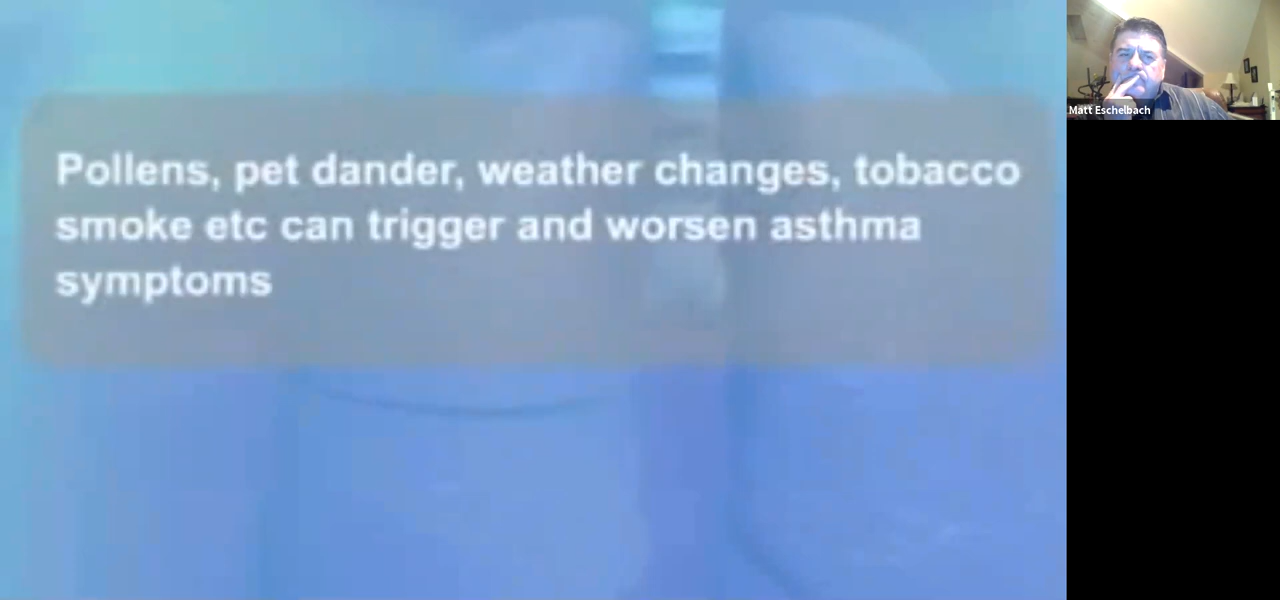 Pollens, pet dander, weather changes, tobacco
smoke etc can trigger and worsen asthma
symptoms
Matt Eschelbach